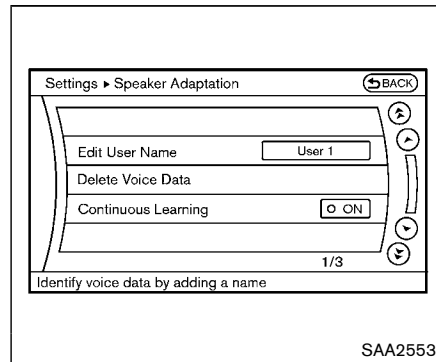 Settings ▸ Speaker Adaptation BACK
Edit User Name User 1
Delete Voice Data
Continuous Learning ON
1/3
Identify voice data by adding a name
SAA2553